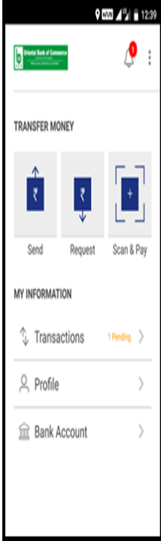 12:39
Oriental Bank of Commerce
1
TRANSFER MONEY
Send Request Scan & Pay
MY INFORMATION
Transactions 1 Pending
Profile
Bank Account